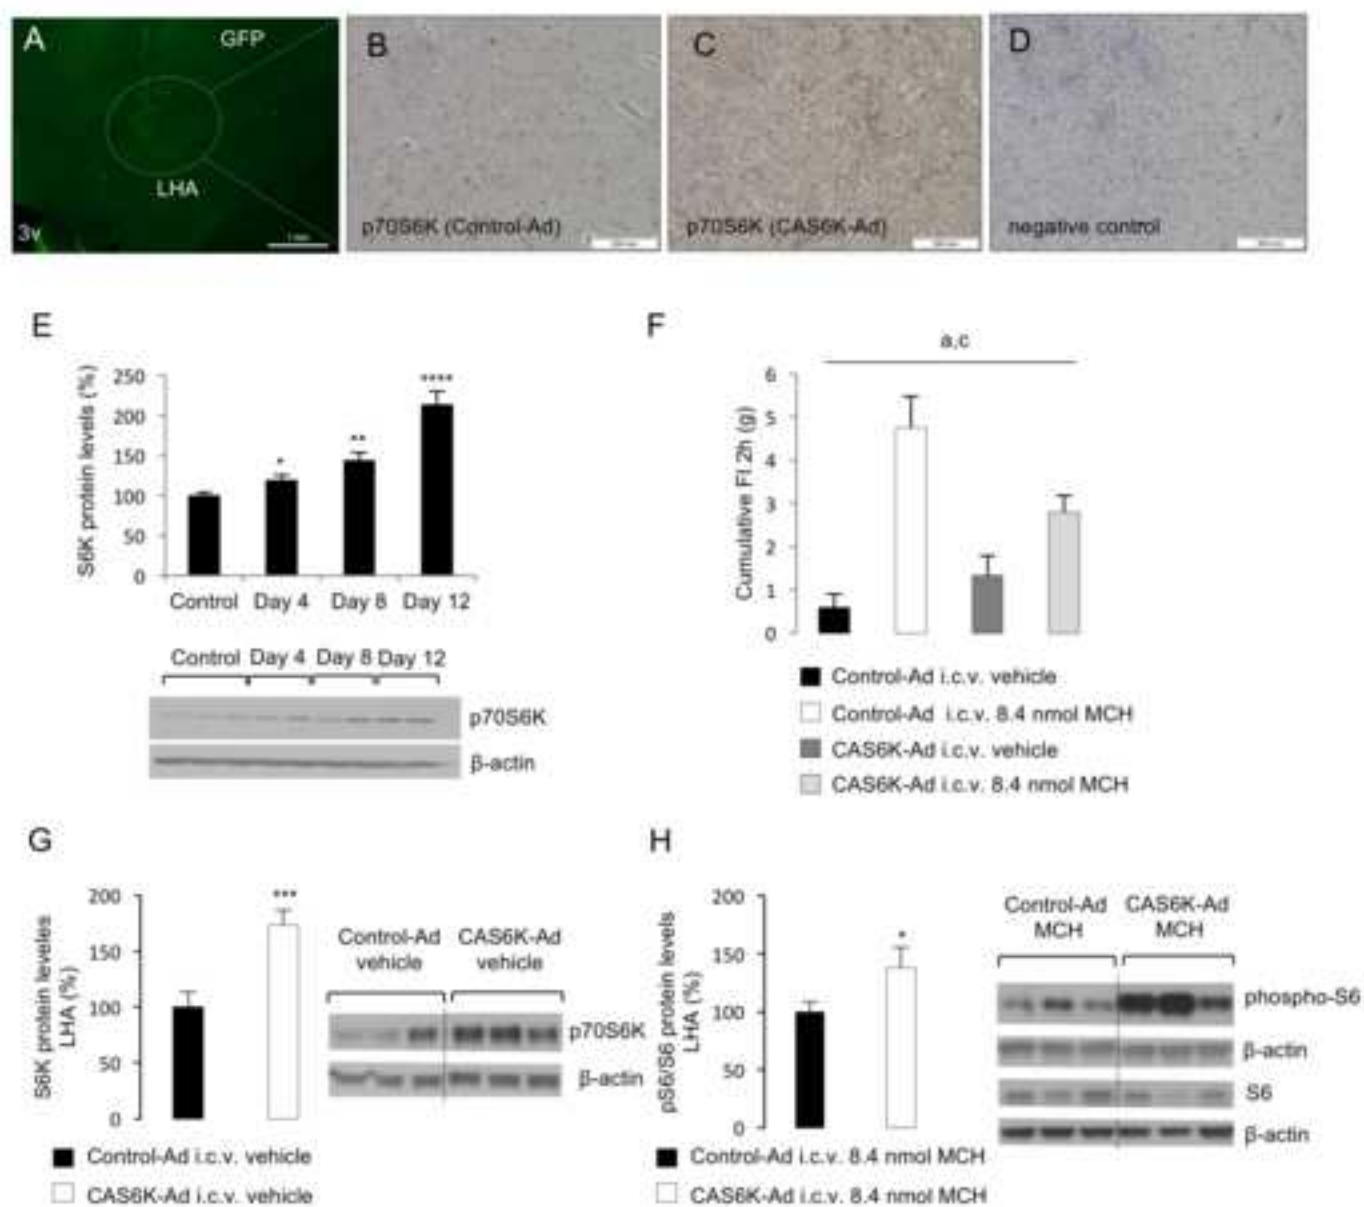 A
GFP
LHA
3v
B
p70S6K (Control-Ad)
C
p70S6K (CAS6K-Ad)
D
negative control
E
S6K protein levels (%)
250
200
150
100
50
0
*
**
****
Control Day 4 Day 8 Day 12
Control Day 4 Day 8 Day 12
p70S6K
β-actin
F
a,c
Cumulative FI 2h (g)
6
5
4
3
2
1
0
Control-Ad i.c.v. vehicle
Control-Ad i.c.v. 8.4 nmol MCH
CAS6K-Ad i.c.v. vehicle
CAS6K-Ad i.c.v. 8.4 nmol MCH
G
S6K protein leveles
LHA (%)
200
150
100
50
0
***
Control-Ad
vehicle
CAS6K-Ad
vehicle
p70S6K
β-actin
Control-Ad i.c.v. vehicle
CAS6K-Ad i.c.v. vehicle
H
pS6/S6 protein levels
LHA (%)
200
150
100
50
0
*
Control-Ad
MCH
CAS6K-Ad
MCH
phospho-S6
β-actin
S6
β-actin
Control-Ad i.c.v. 8.4 nmol MCH
CAS6K-Ad i.c.v. 8.4 nmol MCH